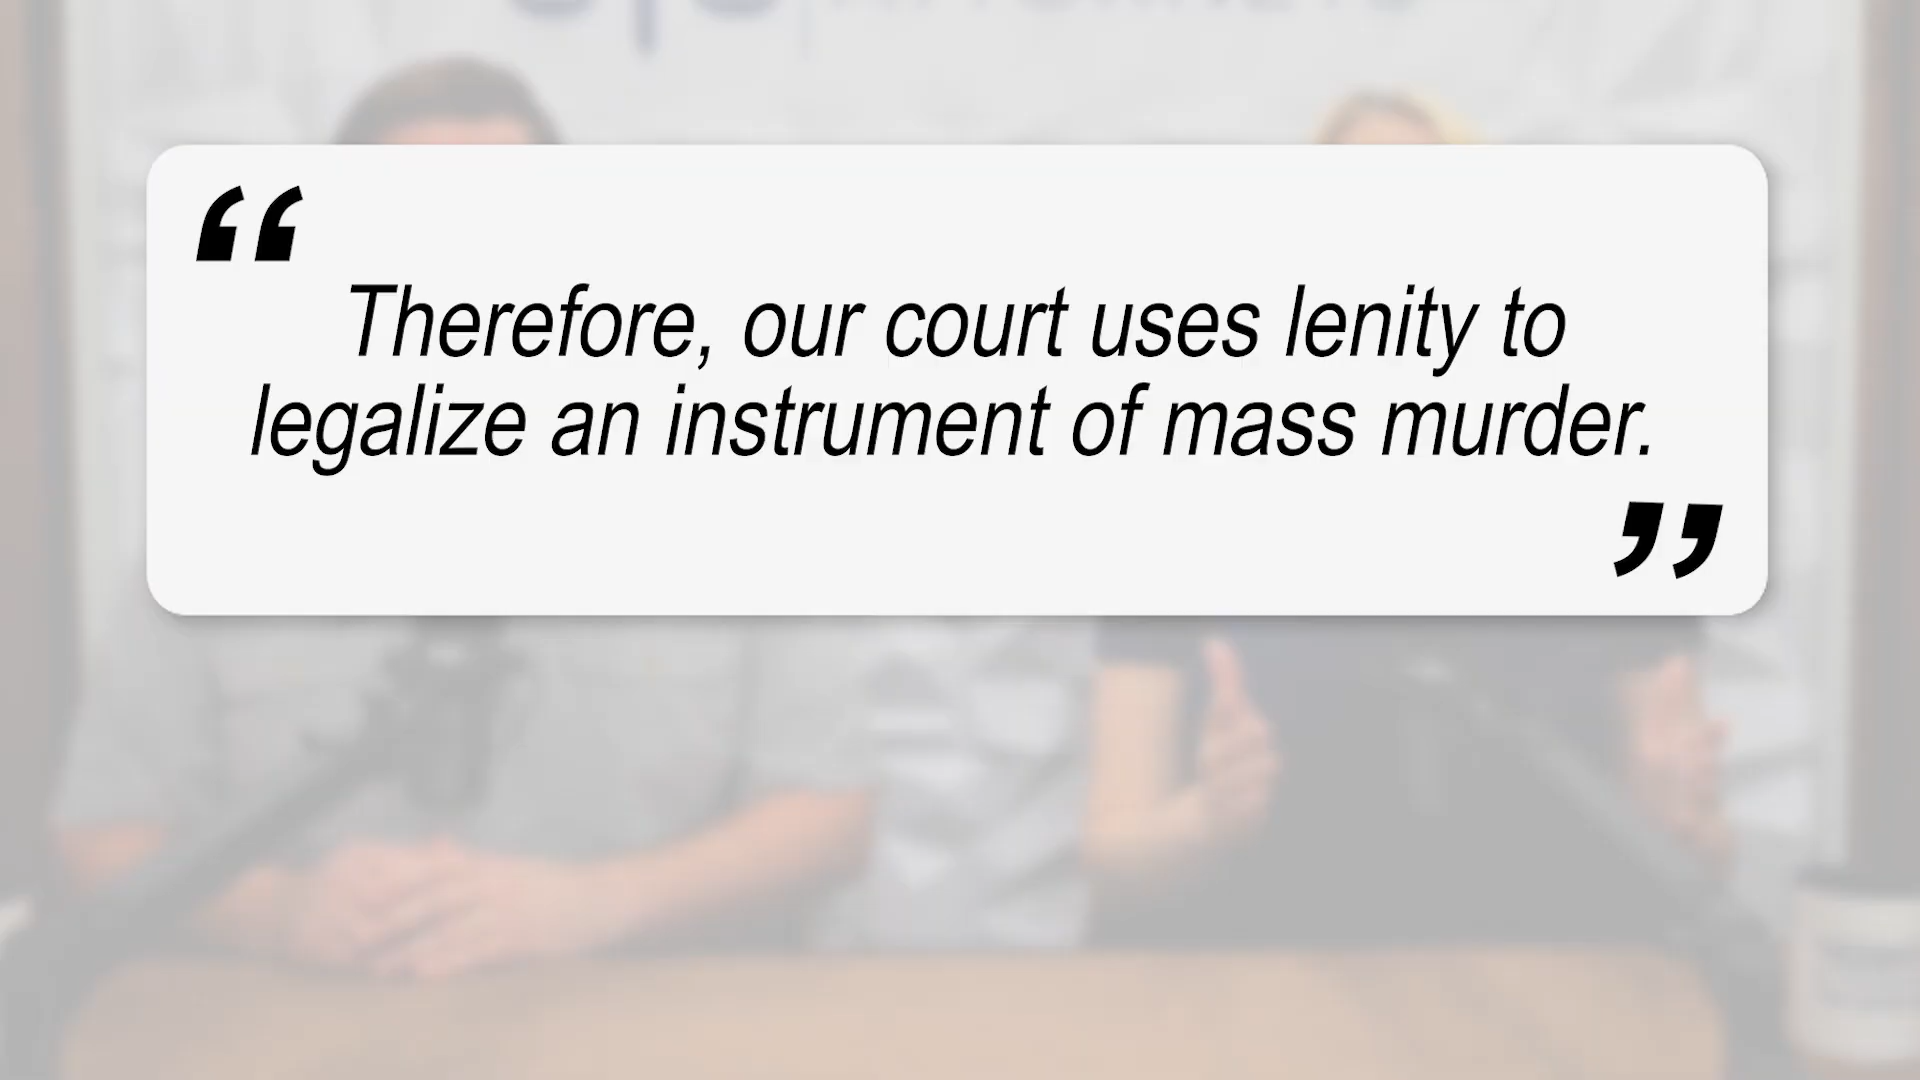 “
Therefore, our court uses lenity to
legalize an instrument of mass murder.
”